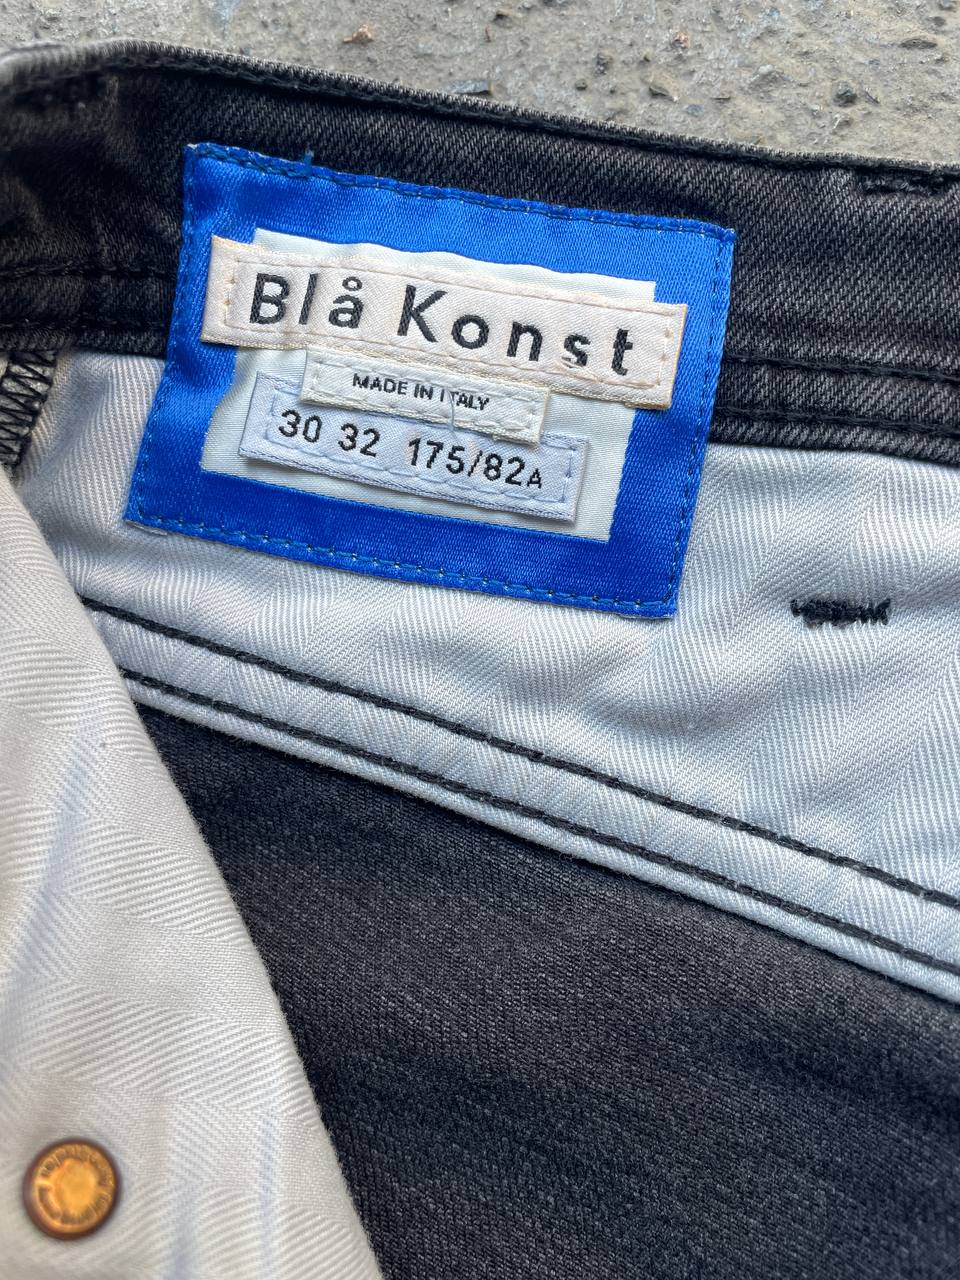 Blå Konst
MADE IN ITALY
30 32 175/82A